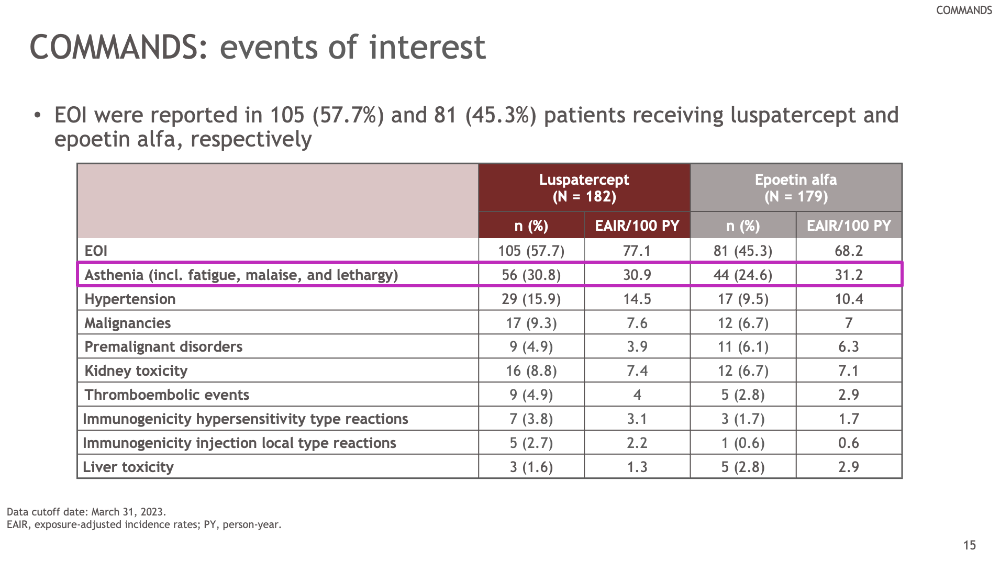 COMMANDS
COMMANDS: events of interest
• EOI were reported in 105 (57.7%) and 81 (45.3%) patients receiving luspatercept and
epoetin alfa, respectively
Luspatercept Epoetin alfa
(N = 182) (N = 179)
n (%) EAIR/100 PY n (%) EAIR/100 PY
EOI 105 (57.7) 77.1 81 (45.3) 68.2
Asthenia (incl. fatigue, malaise, and lethargy) 56 (30.8) 30.9 44 (24.6) 31.2
Hypertension 29 (15.9) 14.5 17 (9.5) 10.4
Malignancies 17 (9.3) 7.6 12 (6.7) 7
Premalignant disorders 9 (4.9) 3.9 11 (6.1) 6.3
Kidney toxicity 16 (8.8) 7.4 12 (6.7) 7.1
Thromboembolic events 9 (4.9) 4 5 (2.8) 2.9
Immunogenicity hypersensitivity type reactions 7 (3.8) 3.1 3 (1.7) 1.7
Immunogenicity injection local type reactions 5 (2.7) 2.2 1 (0.6) 0.6
Liver toxicity 3 (1.6) 1.3 5 (2.8) 2.9
Data cutoff date: March 31, 2023.
EAIR, exposure-adjusted incidence rates; PY, person-year.
15